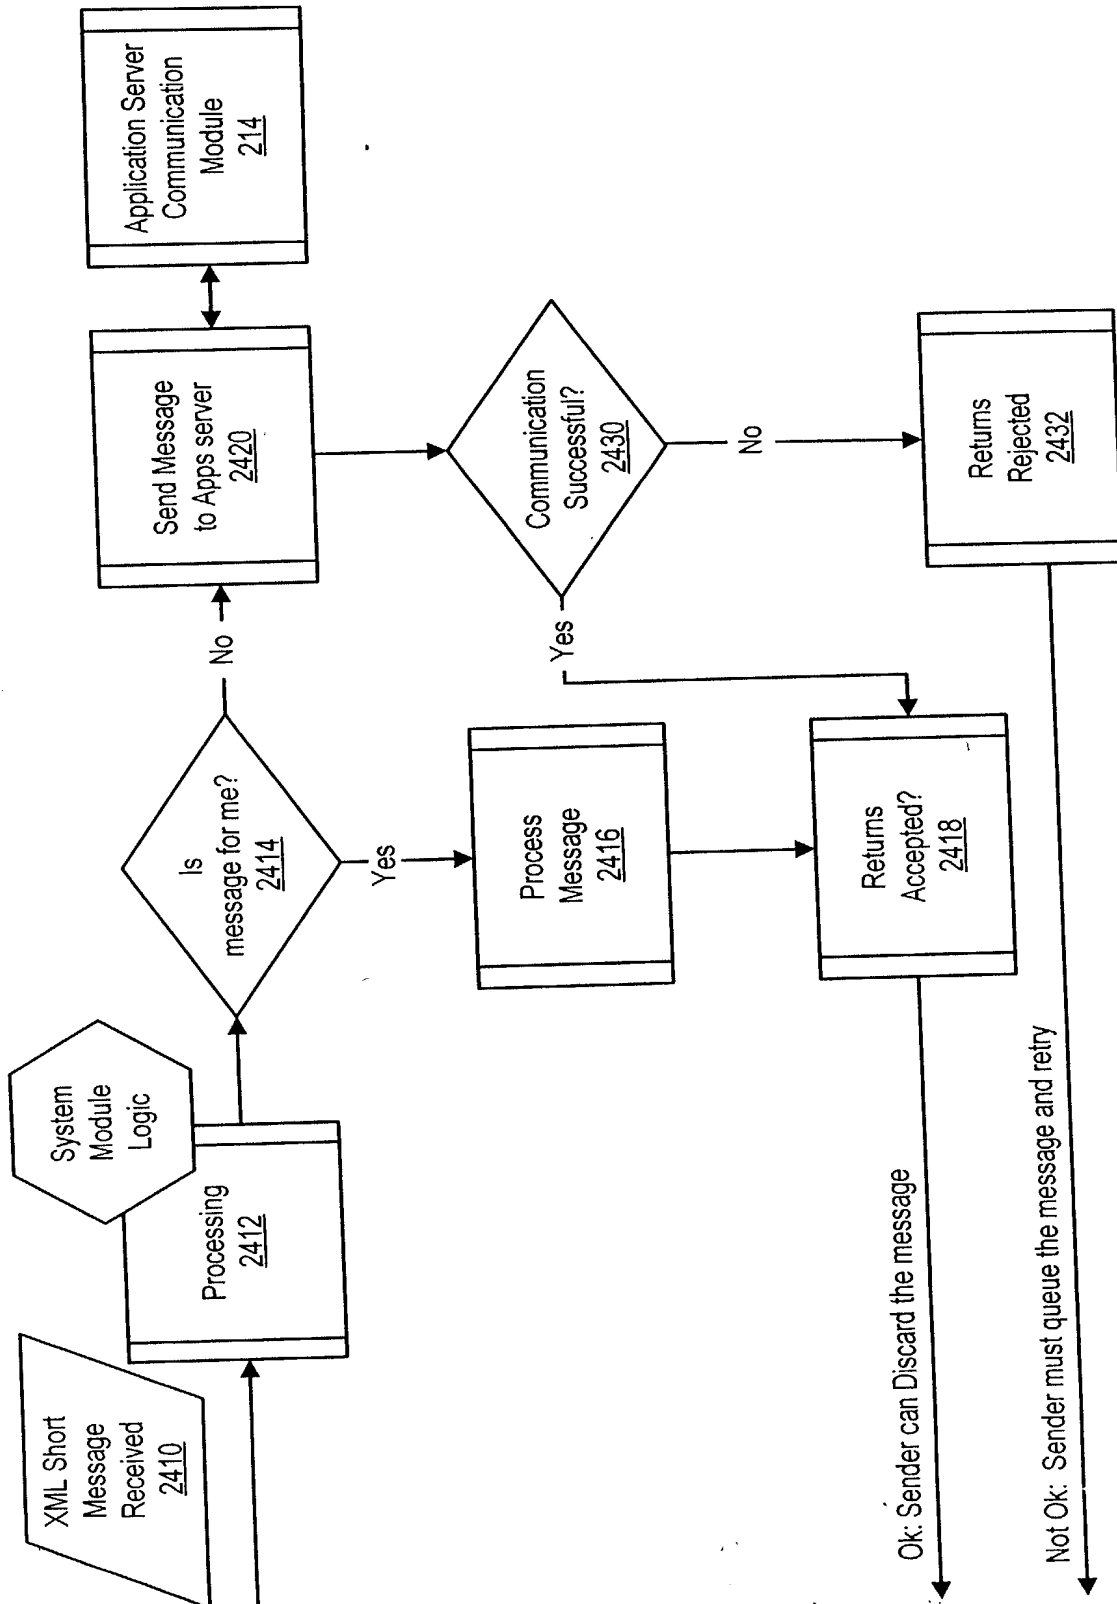 XML Short
Message
Received
2410
System
Module
Logic
Processing
2412
Is
message for me?
2414
No
Yes
Send Message
to Apps server
2420
Application Server
Communication
Module
214
Process
Message
2416
Communication
Successful?
2430
Yes
No
Returns
Accepted?
2418
Returns
Rejected
2432
Ok: Sender can Discard the message
Not Ok: Sender must queue the message and retry